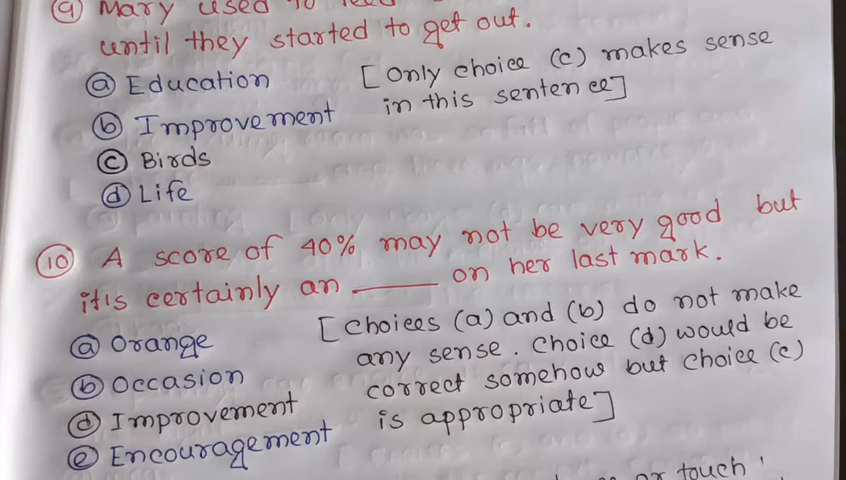 9 Mary used to
until they started to get out.
a Education
b Improvement
c Birds
d Life
[Only choice (c) makes sense
in this sentence]
10 A score of 40% may not be very good but
it is certainly an ______ on her last mark.
a Orange
b Occasion
d Improvement
e Encouragement
[Choices (a) and (b) do not make
any sense. Choice (d) would be
correct somehow but choice (c)
is appropriate]
or touch